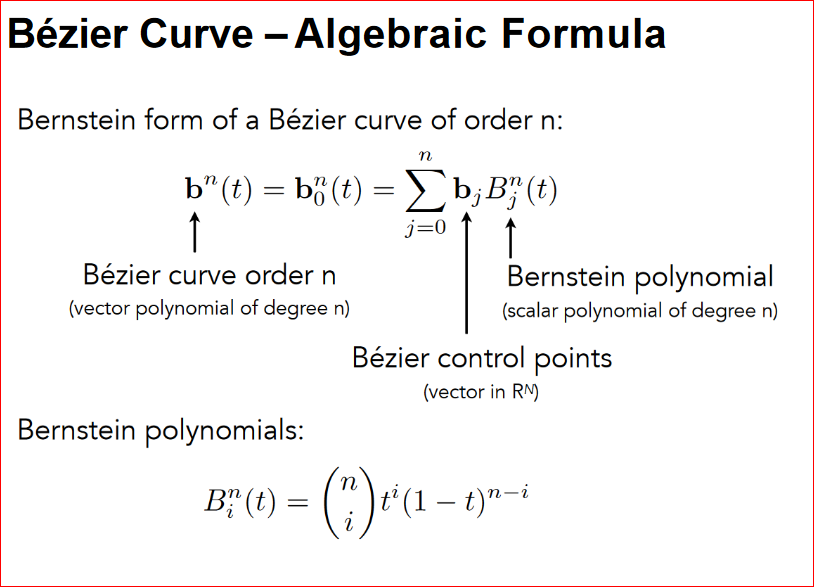 Bézier Curve – Algebraic Formula
Bernstein form of a Bézier curve of order n:
$\mathbf{b}^n(t) = \mathbf{b}_0^n(t) = \sum_{j=0}^{n} \mathbf{b}_j B_j^n(t)$
Bézier curve order n
(vector polynomial of degree n)
Bernstein polynomial
(scalar polynomial of degree n)
Bézier control points
(vector in Rᴺ)
Bernstein polynomials:
$B_i^n(t) = \binom{n}{i} t^i (1 - t)^{n-i}$